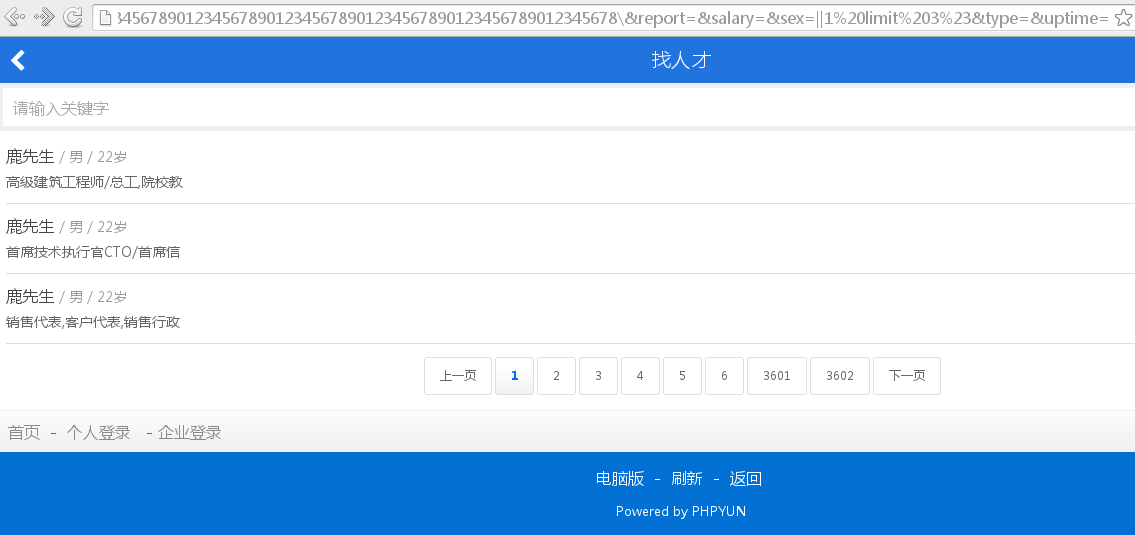 34567890123456789012345678901234567890123456789012345678\&report=&salary=&sex=||1%20limit%203%23&type=&uptime=
找人才
请输入关键字
鹿先生 / 男 / 22岁
高级建筑工程师/总工,院校教
鹿先生 / 男 / 22岁
首席技术执行官CTO/首席信
鹿先生 / 男 / 22岁
销售代表,客户代表,销售行政
上一页 1 2 3 4 5 6 3601 3602 下一页
首页 - 个人登录 - 企业登录
电脑版 - 刷新 - 返回
Powered by PHPYUN